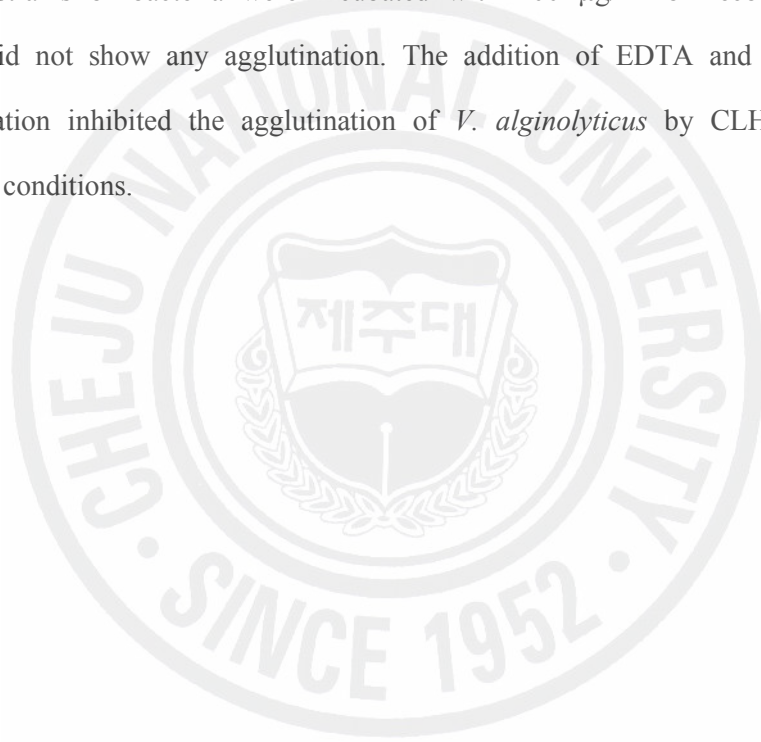 did not show any agglutination. The addition of EDTA and
ation inhibited the agglutination of V. alginolyticus by CLH
conditions.
CHEJU NATIONAL UNIVERSITY
제주대
· SINCE 1952 ·